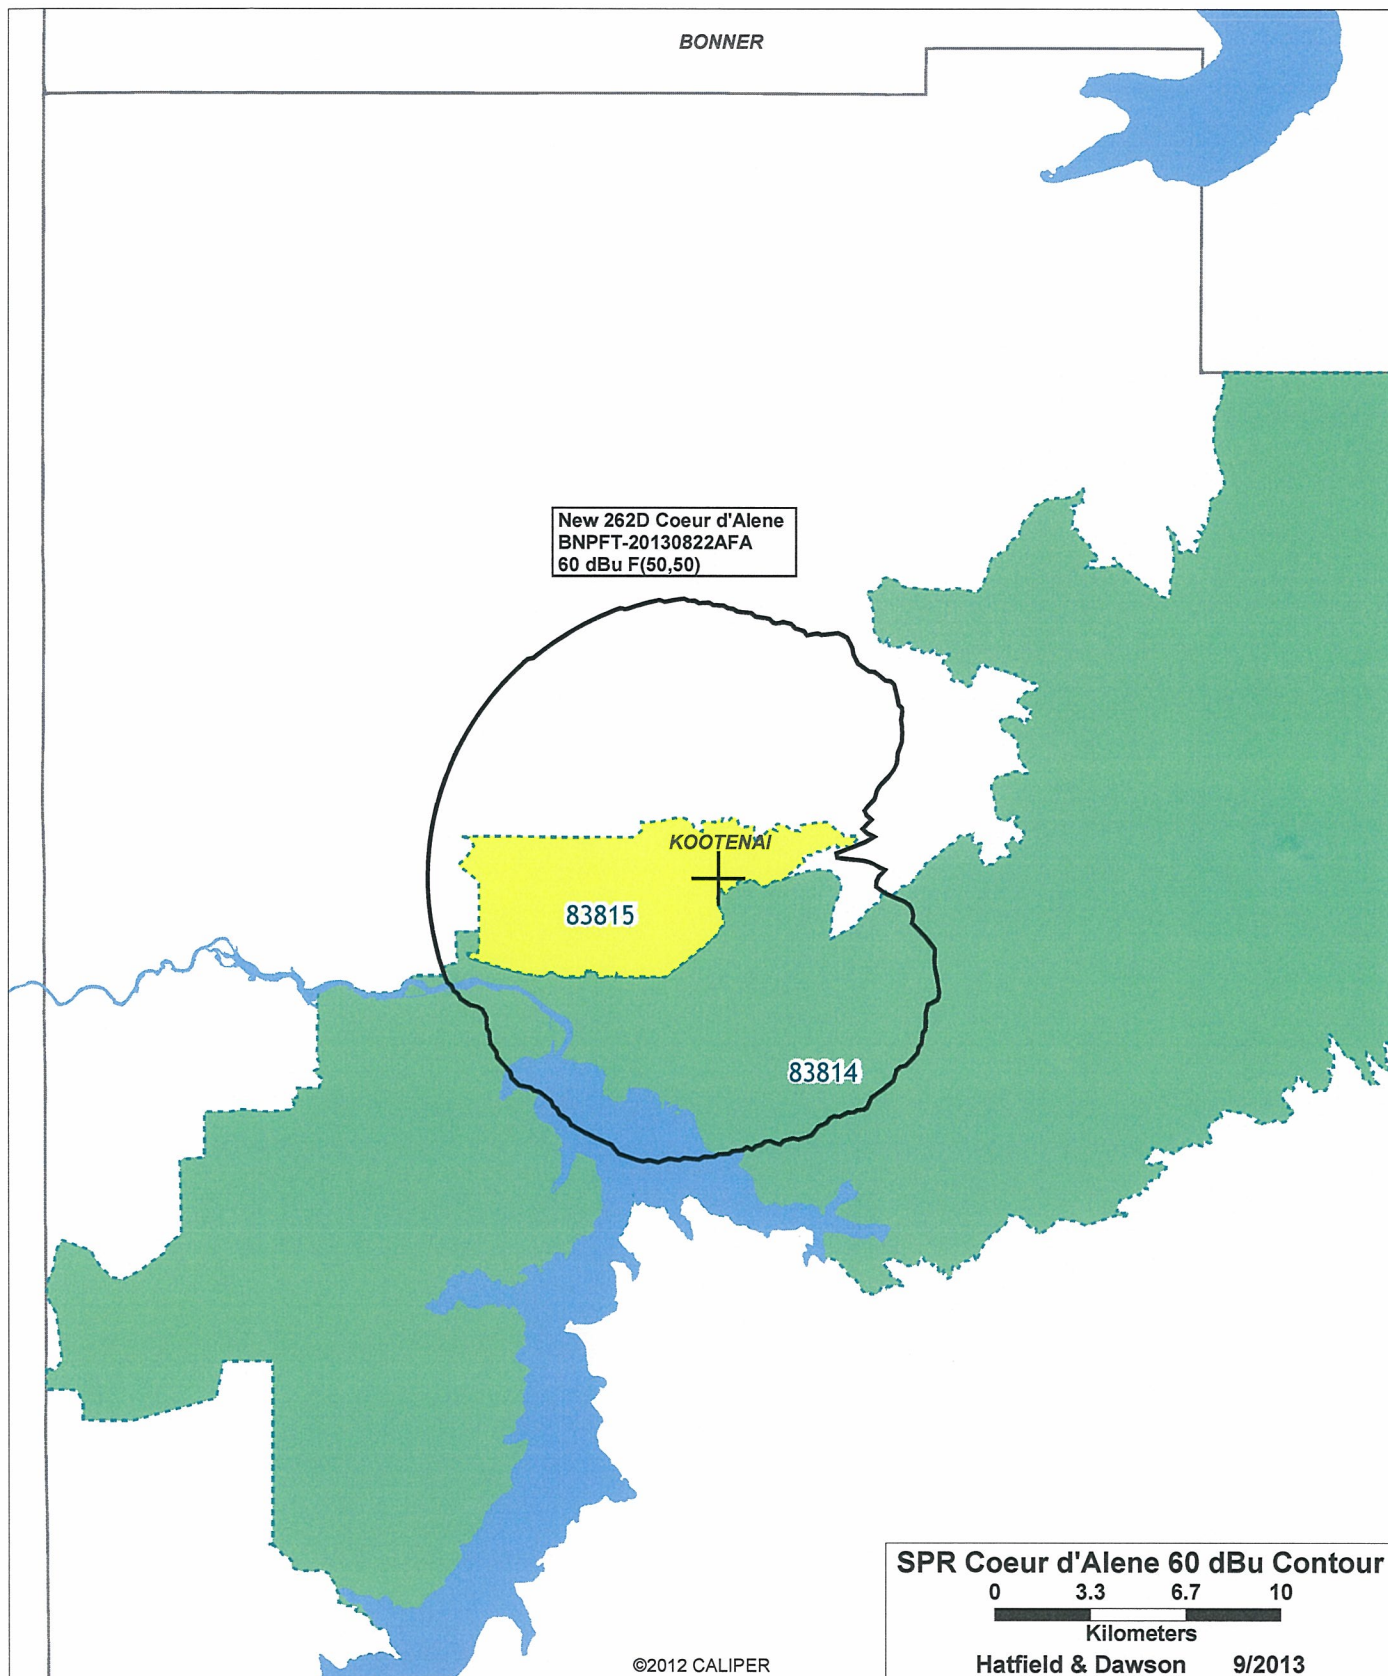 BONNER
New 262D Coeur d'Alene
BNPFT-20130822AFA
60 dBu F(50,50)
KOOTENAI
83815
83814
SPR Coeur d'Alene 60 dBu Contour
0 3.3 6.7 10
Kilometers
Hatfield & Dawson 9/2013
©2012 CALIPER